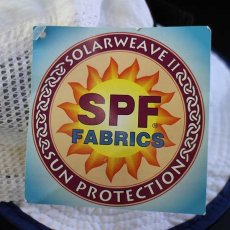 SOLARWEAVE II
SPF
FABRICS
SUN PROTECTION